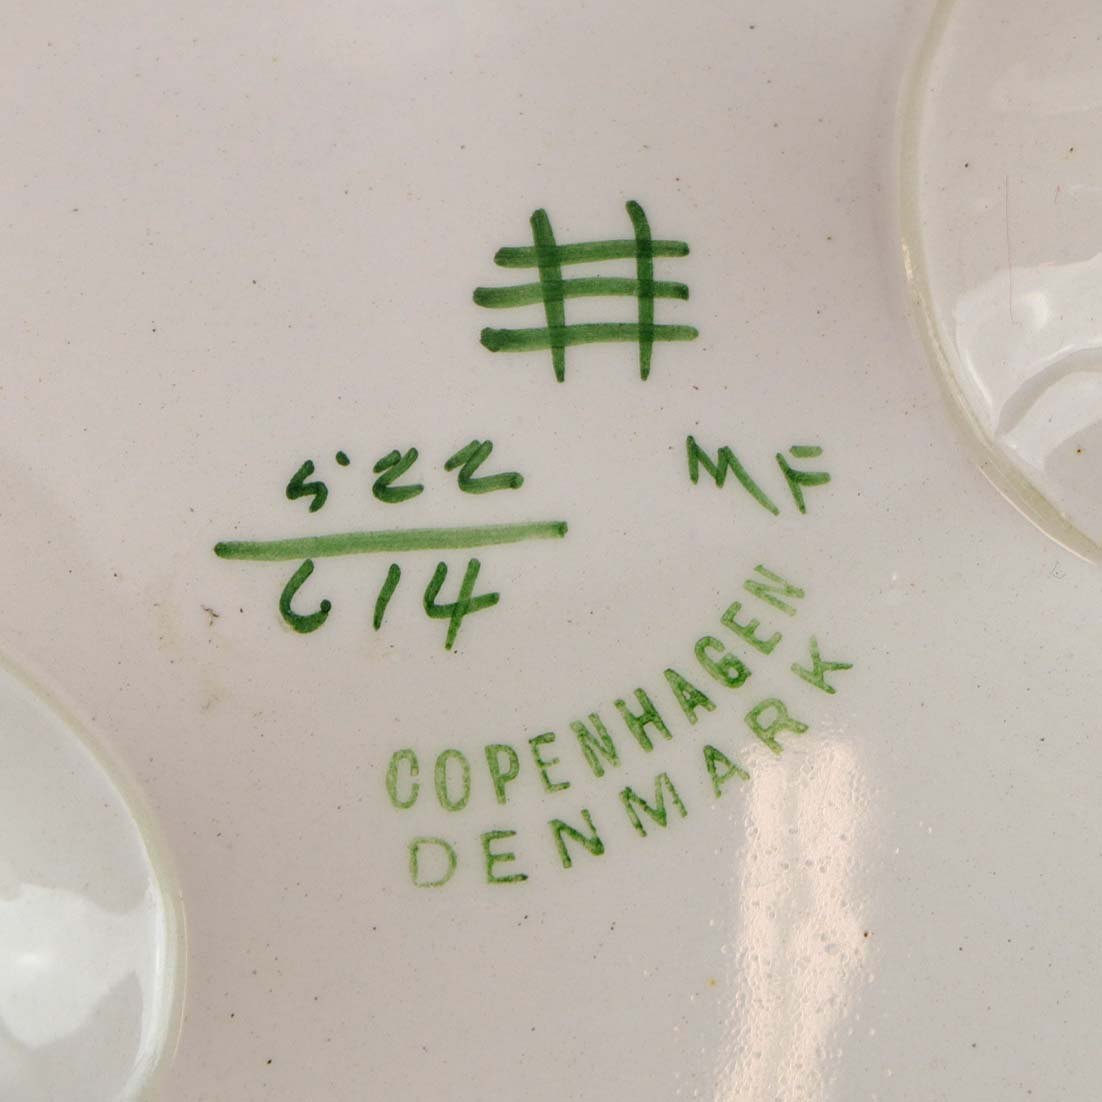 522
614
MF
COPENHAGEN
DENMARK